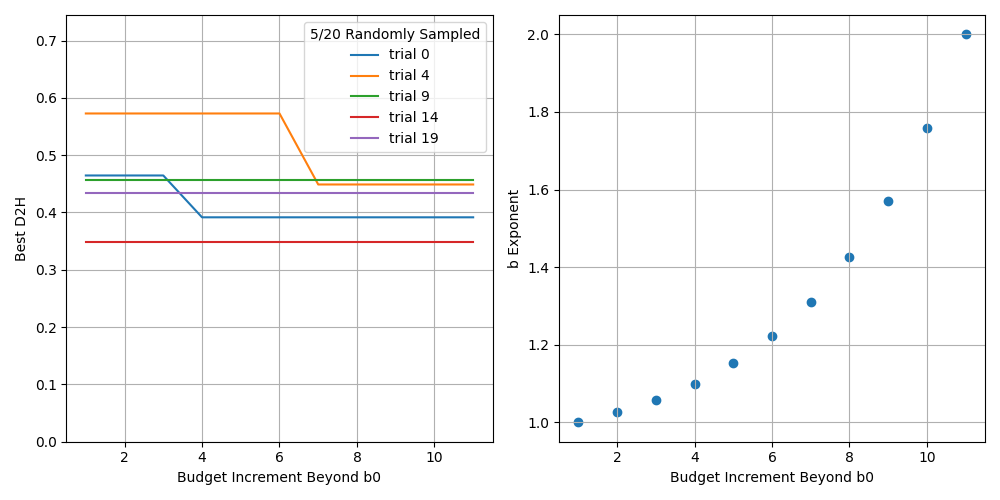 0.7
0.6
0.5
0.4
0.3
0.2
0.1
0.0
Best D2H
2 4 6 8 10
Budget Increment Beyond b0
5/20 Randomly Sampled
trial 0
trial 4
trial 9
trial 14
trial 19
2.0
1.8
1.6
1.4
1.2
1.0
b Exponent
2 4 6 8 10
Budget Increment Beyond b0